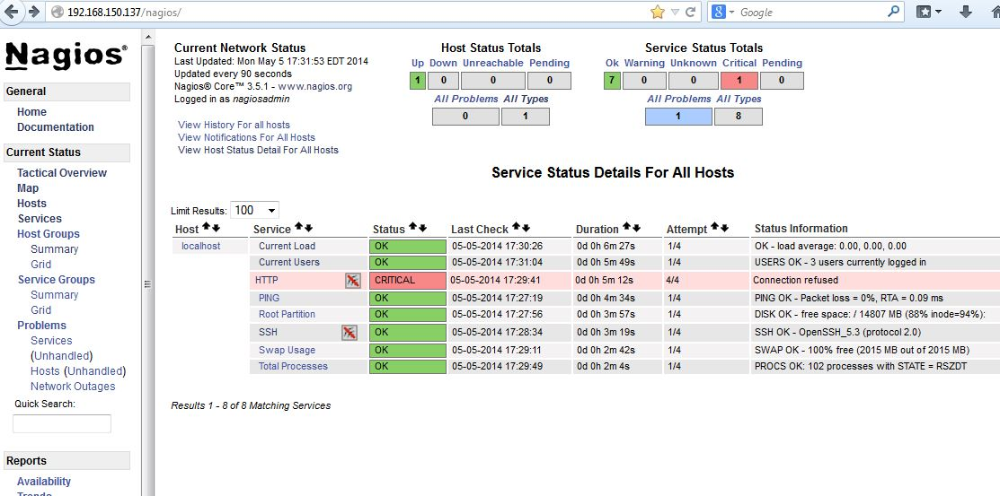 192.168.150.137/nagios/
Google
Nagios®
General
Home
Documentation
Current Status
Tactical Overview
Map
Hosts
Services
Host Groups
Summary
Grid
Service Groups
Summary
Grid
Problems
Services
(Unhandled)
Hosts (Unhandled)
Network Outages
Quick Search:
Reports
Availability
Trends
Current Network Status
Last Updated: Mon May 5 17:31:53 EDT 2014
Updated every 90 seconds
Nagios® Core™ 3.5.1 - www.nagios.org
Logged in as nagiosadmin
View History For all hosts
View Notifications For All Hosts
View Host Status Detail For All Hosts
Host Status Totals
Up Down Unreachable Pending
1 0 0 0
All Problems All Types
0 1
Service Status Totals
Ok Warning Unknown Critical Pending
7 0 0 1 0
All Problems All Types
1 8
Service Status Details For All Hosts
Limit Results: 100
Host Service Status Last Check Duration Attempt Status Information
localhost Current Load OK 05-05-2014 17:30:26 0d 0h 6m 27s 1/4 OK - load average: 0.00, 0.00, 0.00
Current Users OK 05-05-2014 17:31:04 0d 0h 5m 49s 1/4 USERS OK - 3 users currently logged in
HTTP CRITICAL 05-05-2014 17:29:41 0d 0h 5m 12s 4/4 Connection refused
PING OK 05-05-2014 17:27:19 0d 0h 4m 34s 1/4 PING OK - Packet loss = 0%, RTA = 0.09 ms
Root Partition OK 05-05-2014 17:27:56 0d 0h 3m 57s 1/4 DISK OK - free space: / 14807 MB (88% inode=94%):
SSH OK 05-05-2014 17:28:34 0d 0h 3m 19s 1/4 SSH OK - OpenSSH_5.3 (protocol 2.0)
Swap Usage OK 05-05-2014 17:29:11 0d 0h 2m 42s 1/4 SWAP OK - 100% free (2015 MB out of 2015 MB)
Total Processes OK 05-05-2014 17:29:49 0d 0h 2m 4s 1/4 PROCS OK: 102 processes with STATE = RSZDT
Results 1 - 8 of 8 Matching Services